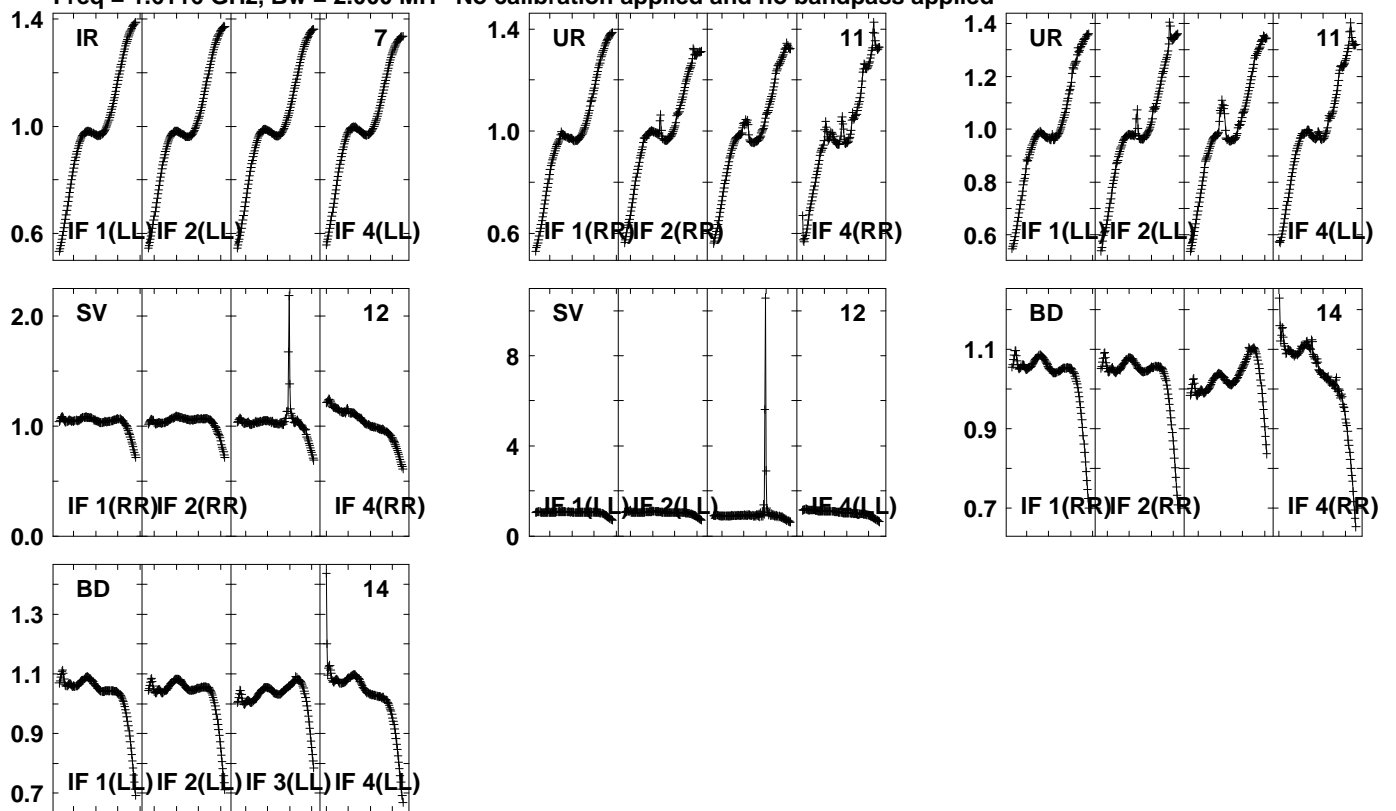 Freq = GHz, Bw = 2.000 MH No calibration applied and no bandpass applied
1.4
1.0
0.6
IR 7
IF 1(LL) IF 2(LL) IF 4(LL)
1.4
1.0
0.6
UR 11
IF 1(RR) IF 2(RR) IF 4(RR)
1.4
1.2
1.0
0.8
0.6
UR 11
IF 1(LL) IF 2(LL) IF 4(LL)
2.0
1.0
0.0
SV 12
IF 1(RR) IF 2(RR) IF 4(RR)
8
4
0
SV 12
IF 1(LL) IF 2(LL) IF 4(LL)
1.1
0.9
0.7
BD 14
IF 1(RR) IF 2(RR) IF 4(RR)
1.3
1.1
0.9
0.7
BD 14
IF 1(LL) IF 2(LL) IF 3(LL) IF 4(LL)